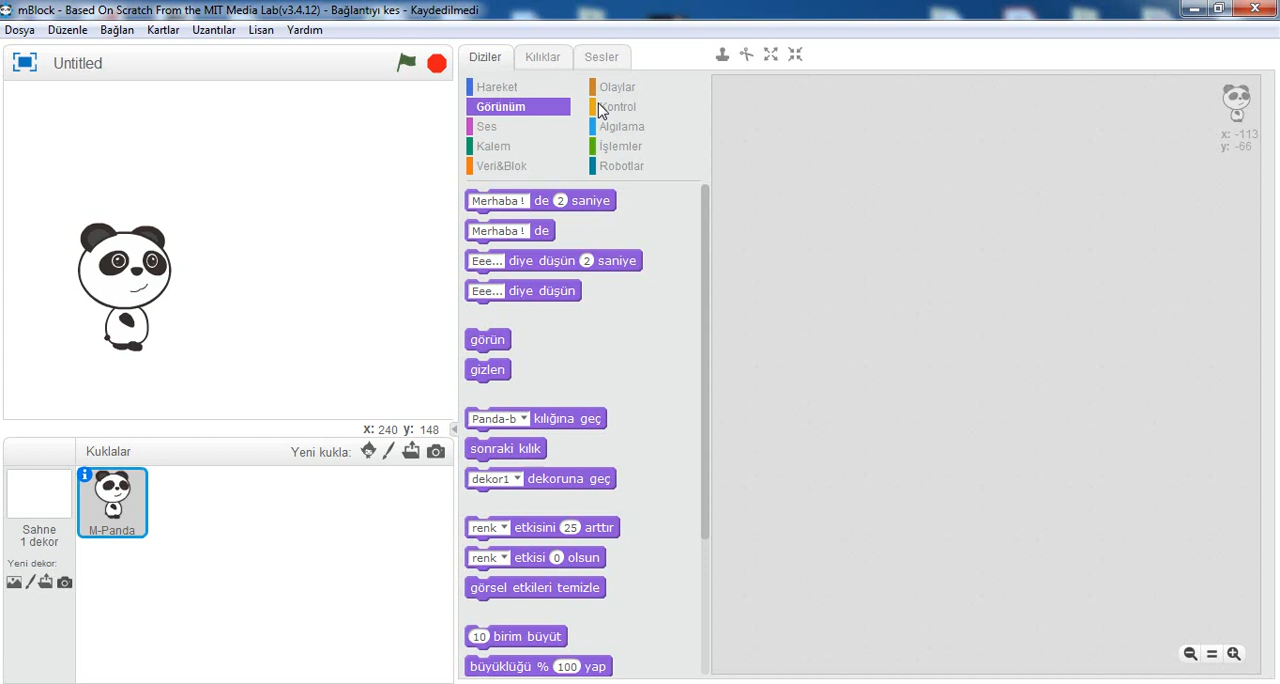 mBlock - Based On Scratch From the MIT Media Lab(v3.4.12) - Bağlantıyı kes - Kaydedilmedi
Dosya Düzenle Bağlan Kartlar Uzantılar Lisan Yardım
Untitled
Diziler Kılıklar Sesler
Hareket Olaylar
Görünüm Kontrol
Ses Algılama
Kalem İşlemler
Veri&Blok Robotlar
Merhaba ! de 2 saniye
Merhaba ! de
Eee... diye düşün 2 saniye
Eee... diye düşün
görün
gizlen
Panda-b kılığına geç
sonraki kılık
dekor1 dekoruna geç
renk etkisini 25 arttır
renk etkisi 0 olsun
görsel etkileri temizle
10 birim büyüt
büyüklüğü % 100 yap
x: -113
y: -66
x: 240 y: 148
Kuklalar Yeni kukla:
M-Panda
Sahne
1 dekor
Yeni dekor: